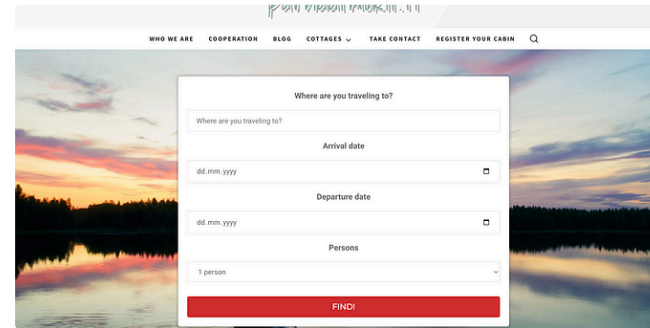 WHO WE ARE COOPERATION BLOG COTTAGES TAKE CONTACT REGISTER YOUR CABIN
Where are you traveling to?
Where are you traveling to?
Arrival date
dd.mm.yyyy
Departure date
dd.mm.yyyy
Persons
1 person
FIND!